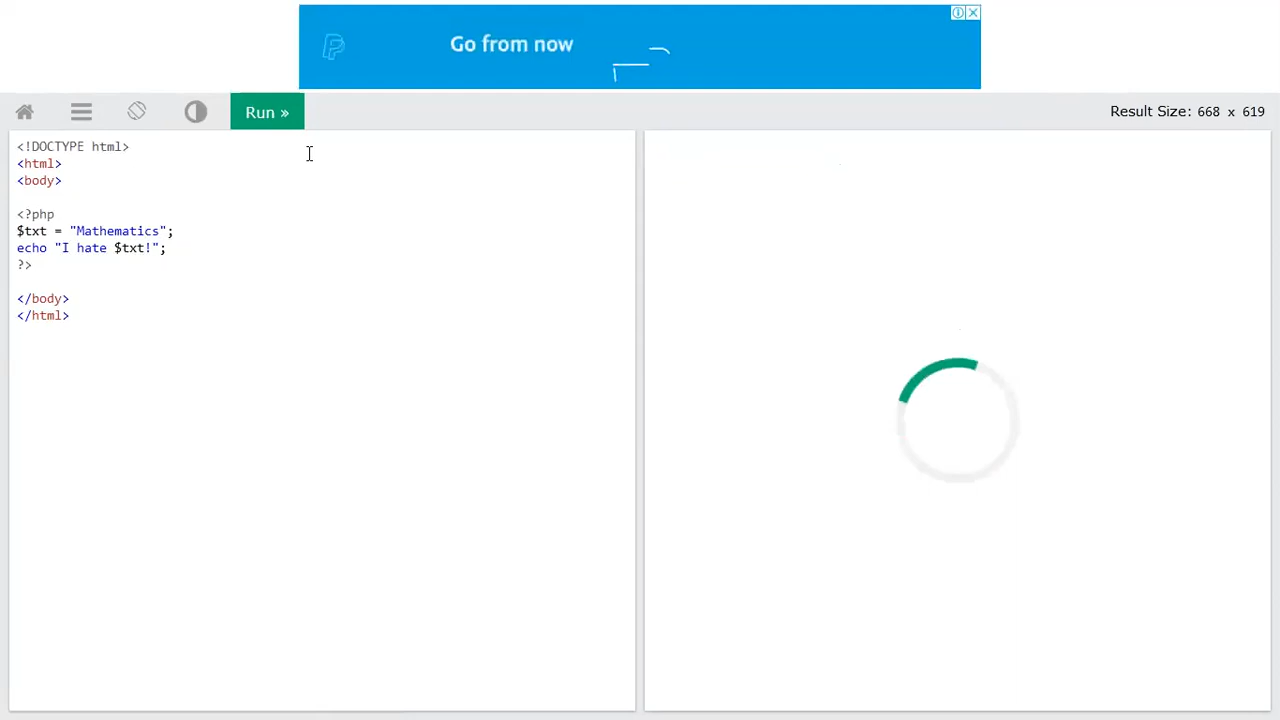 Go from now
Run »
Result Size: 668 x 619
<!DOCTYPE html>
<html>
<body>
<?php
$txt = "Mathematics";
echo "I hate $txt!";
?>
</body>
</html>